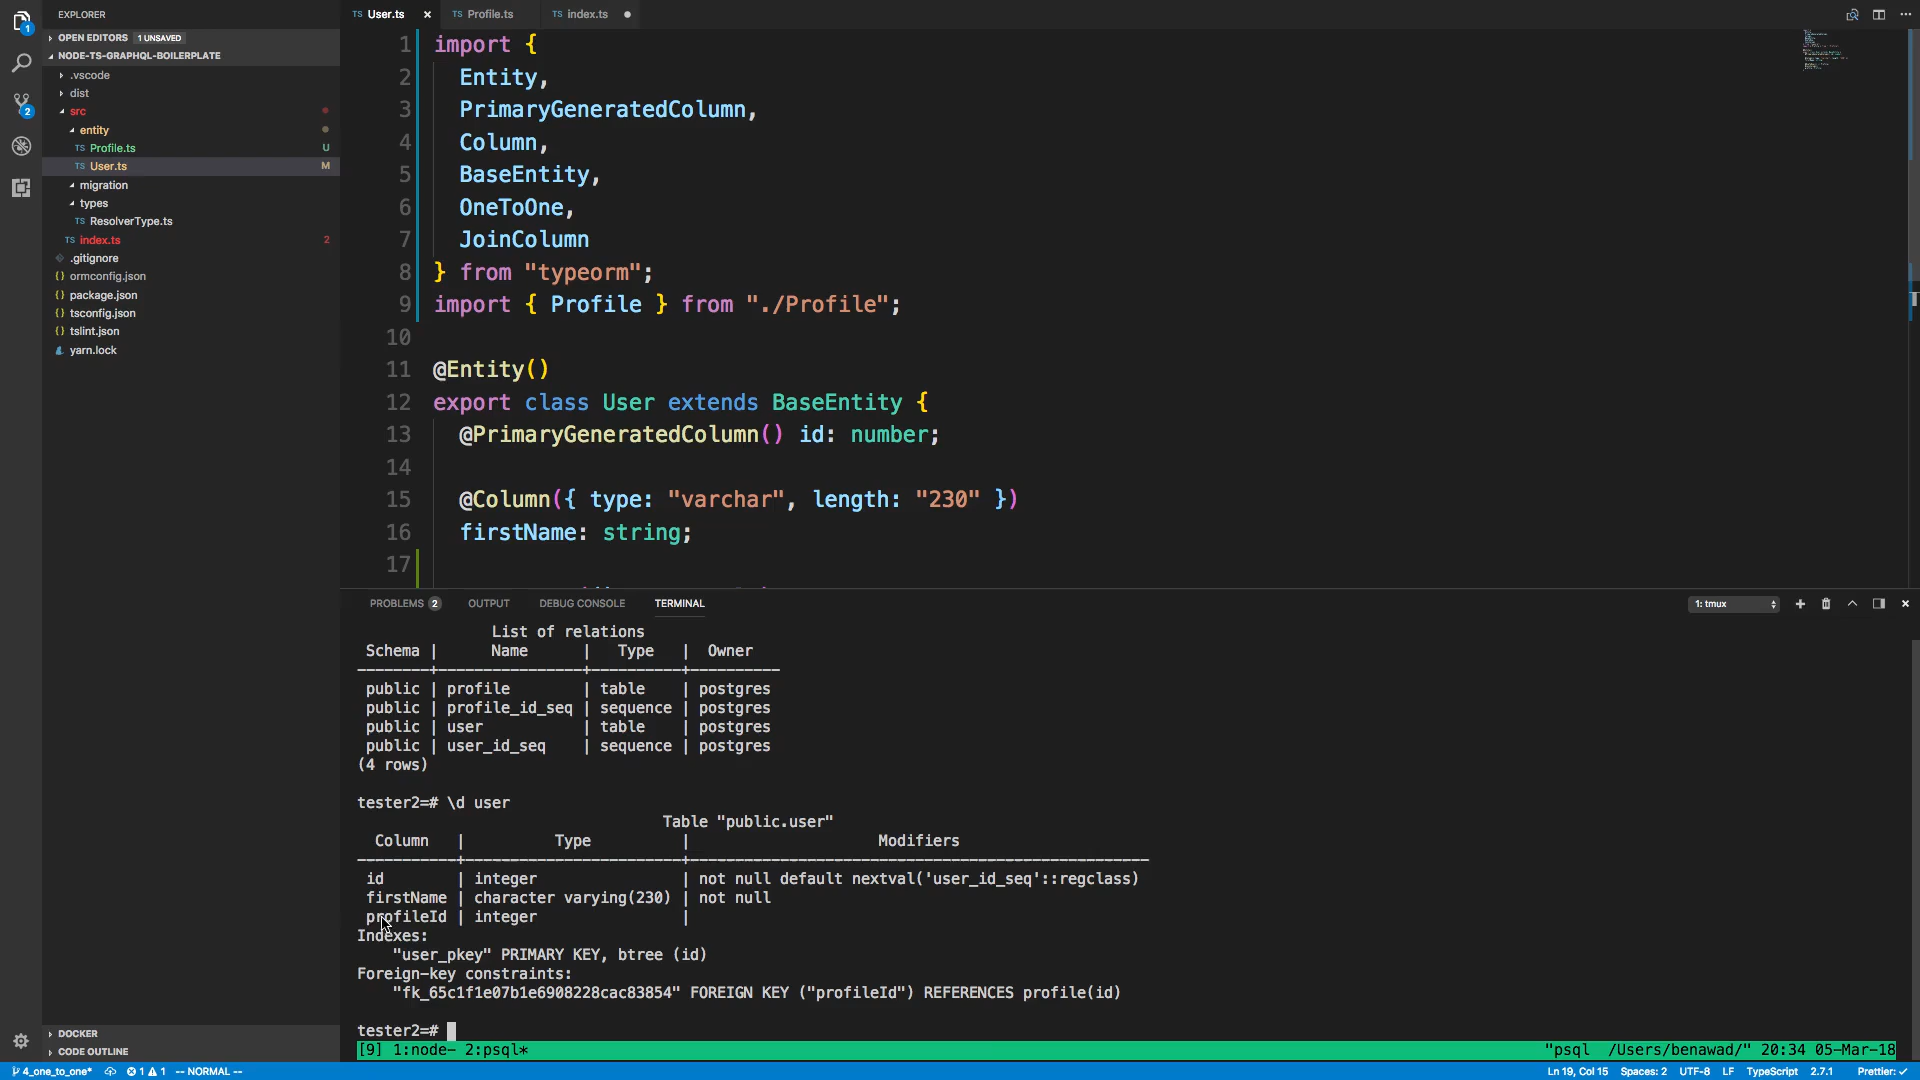 EXPLORER
OPEN EDITORS 1 UNSAVED
NODE-TS-GRAPHQL-BOILERPLATE
.vscode
dist
src
entity
TS Profile.ts U
TS User.ts M
migration
types
TS ResolverType.ts
TS index.ts 2
.gitignore
{} ormconfig.json
{} package.json
{} tsconfig.json
{} tslint.json
yarn.lock
DOCKER
CODE OUTLINE
1
2
TS User.ts × TS Profile.ts TS index.ts ●
1 import {
2 Entity,
3 PrimaryGeneratedColumn,
4 Column,
5 BaseEntity,
6 OneToOne,
7 JoinColumn
8 } from "typeorm";
9 import { Profile } from "./Profile";
10
11 @Entity()
12 export class User extends BaseEntity {
13 @PrimaryGeneratedColumn() id: number;
14
15 @Column({ type: "varchar", length: "230" })
16 firstName: string;
17
PROBLEMS 2 OUTPUT DEBUG CONSOLE TERMINAL 1: tmux
List of relations
Schema | Name | Type | Owner
--------+----------------+----------+----------
public | profile | table | postgres
public | profile_id_seq | sequence | postgres
public | user | table | postgres
public | user_id_seq | sequence | postgres
(4 rows)
tester2=# \d user
Table "public.user"
Column | Type | Modifiers
-----------+------------------------+---------------------------------------------------
id | integer | not null default nextval('user_id_seq'::regclass)
firstName | character varying(230) | not null
profileId | integer |
Indexes:
"user_pkey" PRIMARY KEY, btree (id)
Foreign-key constraints:
"fk_65c1f1e07b1e6908228cac83854" FOREIGN KEY ("profileId") REFERENCES profile(id)
tester2=#
[9] 1:node- 2:psql* "psql /Users/benawad/" 20:34 05-Mar-18
4_one_to_one* 1 1 -- NORMAL -- Ln 19, Col 15 Spaces: 2 UTF-8 LF TypeScript 2.7.1 Prettier: ✓